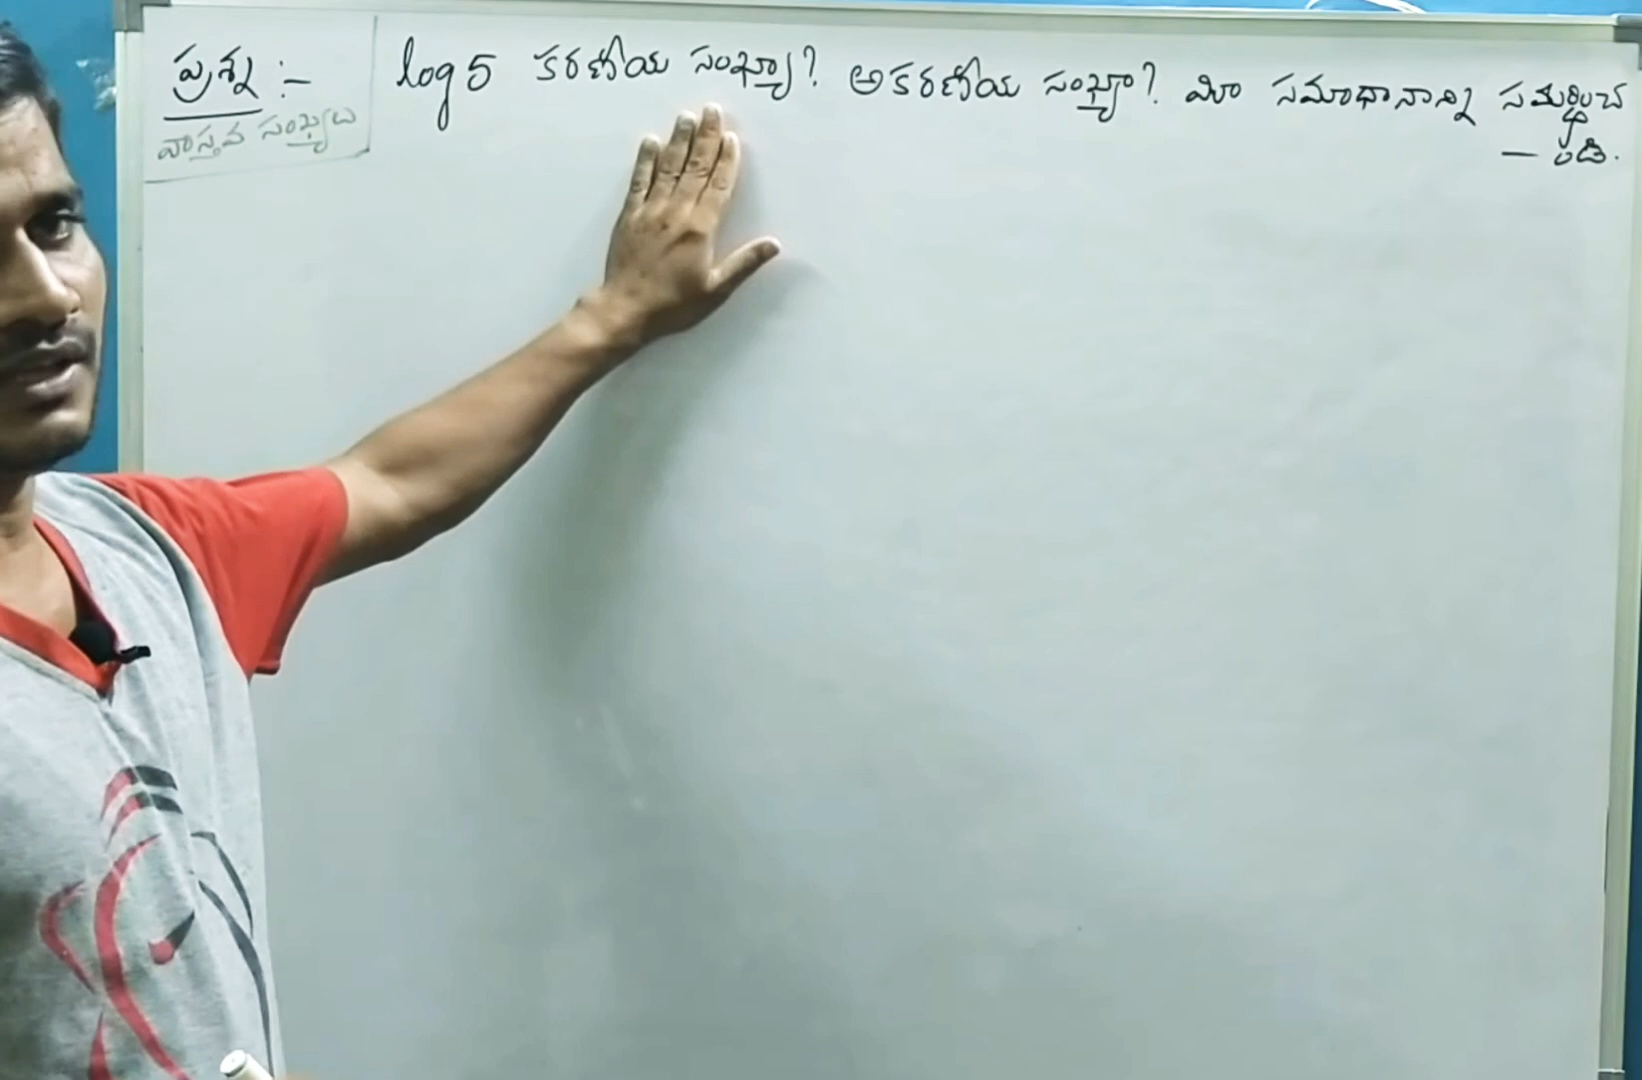 ప్రశ్న :- log 5 కరణీయ సంఖ్యా? అకరణీయ సంఖ్యా? మీ సమాధానాన్ని సమర్థించ
వాస్తవ సంఖ్యలు
— ండి.